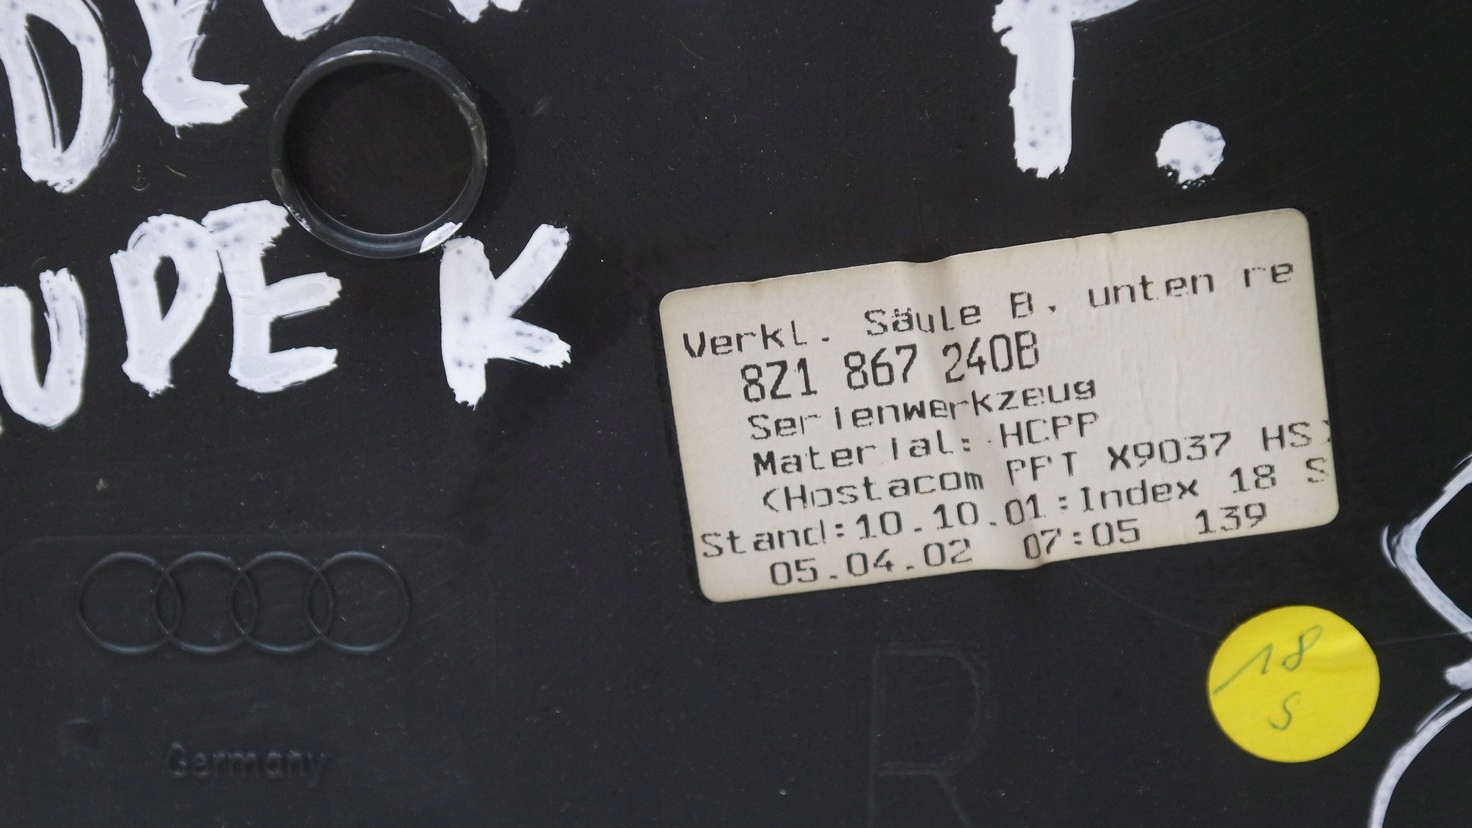 P.
K
Verkl. Säule B. unten re
8Z1 867 240B
Serienwerkzeug
Material: HCPP
(Hostacom PPT X9037 HS
Stand:10.10.01:Index 18 S
05.04.02 07:05 139
18
S
Germany
R